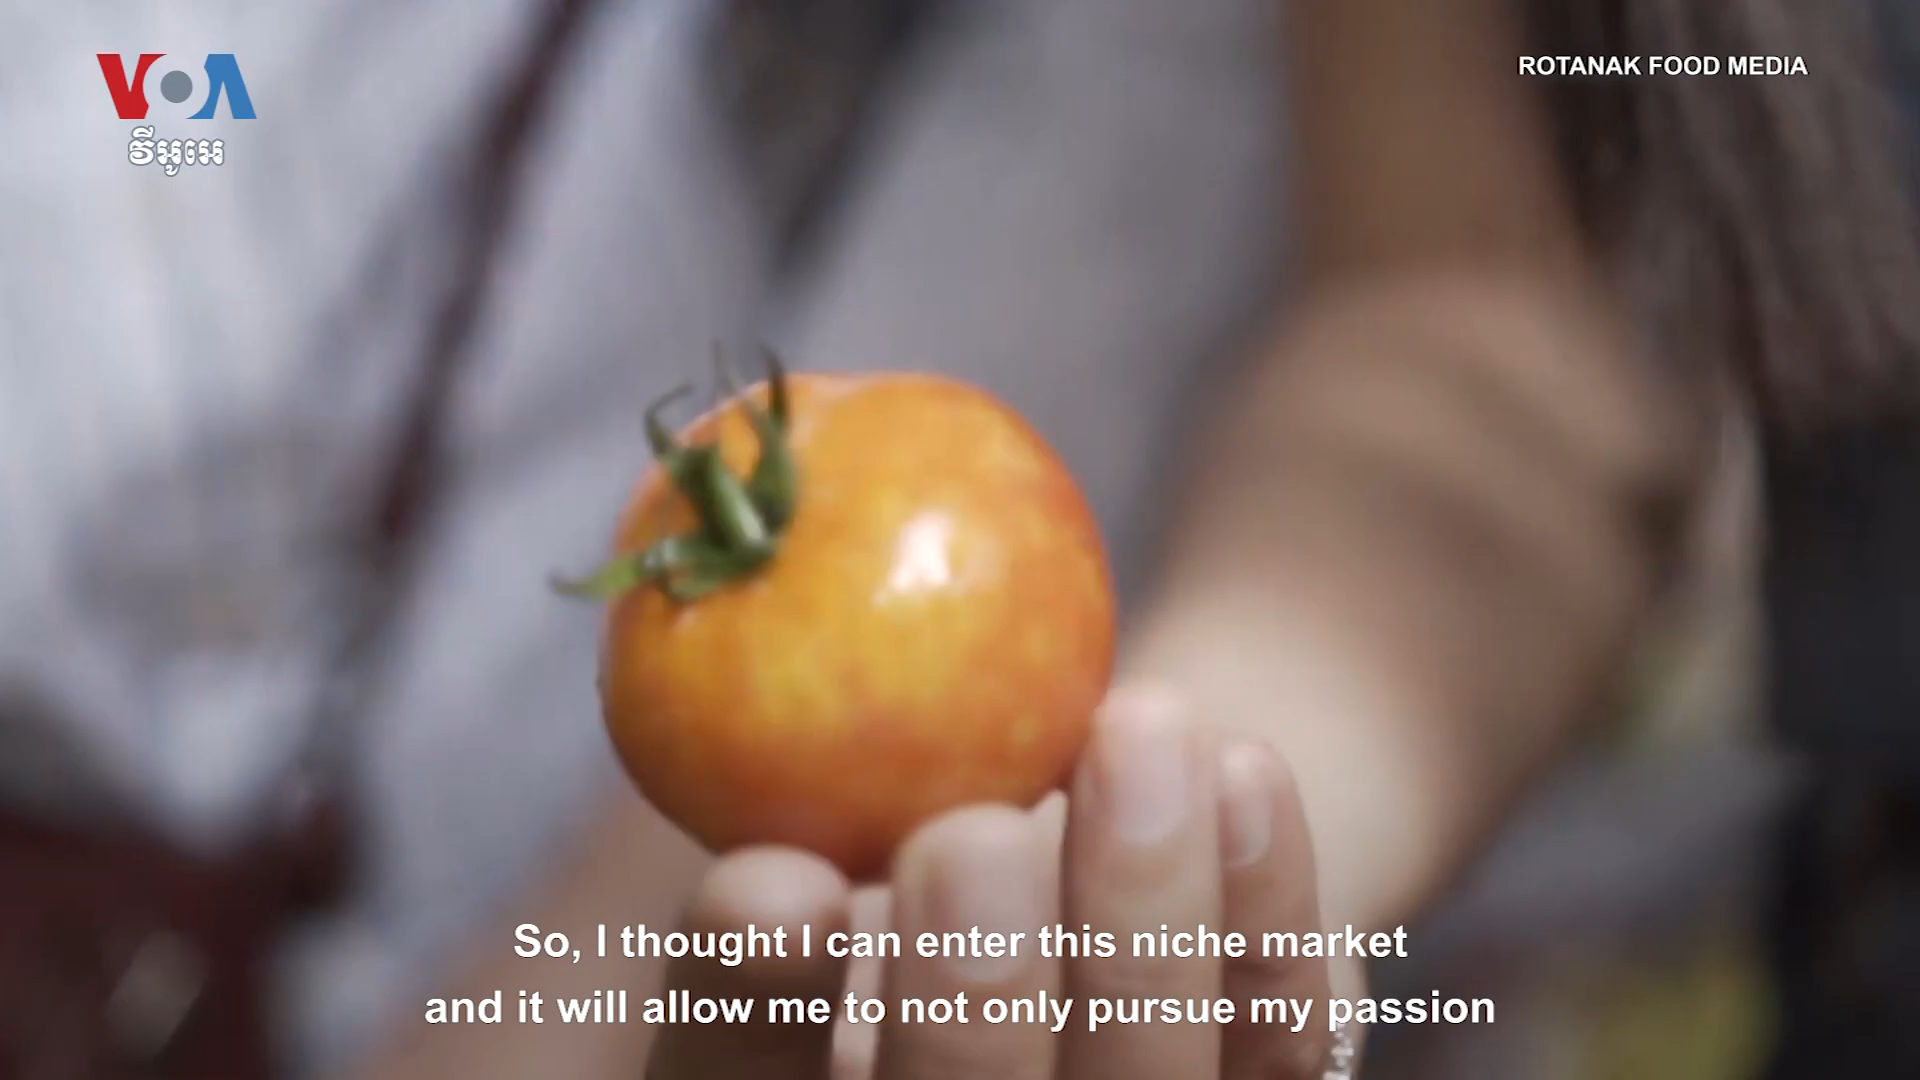 VOA
វីអូអេ
ROTANAK FOOD MEDIA
So, I thought I can enter this niche market
and it will allow me to not only pursue my passion